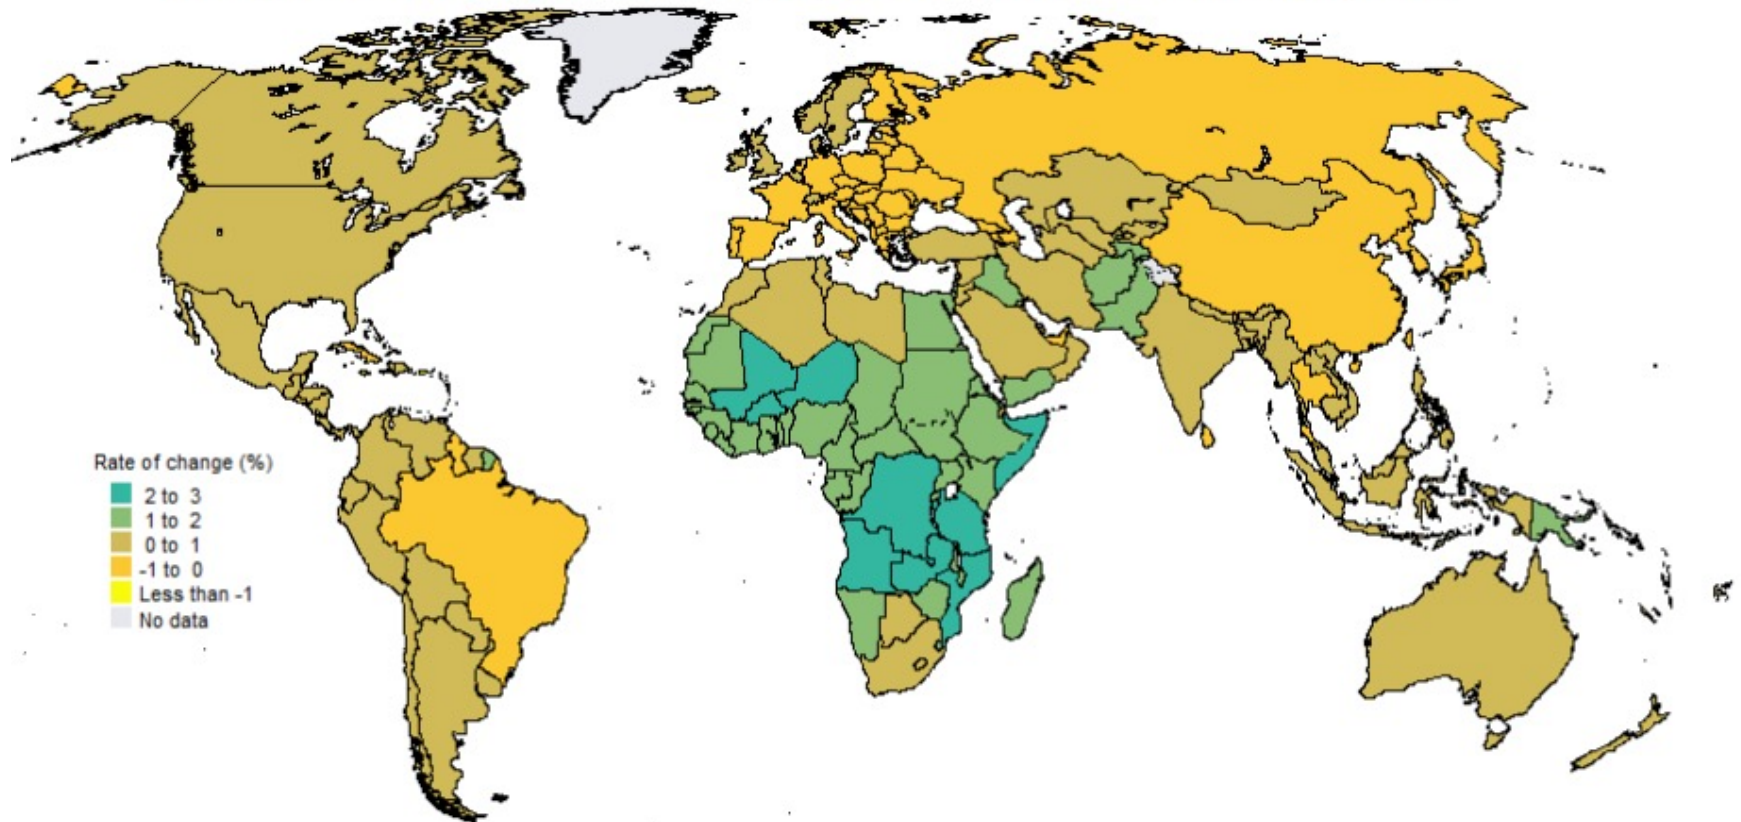 Rate of change (%)
2 to 3
1 to 2
0 to 1
-1 to 0
Less than -1
No data